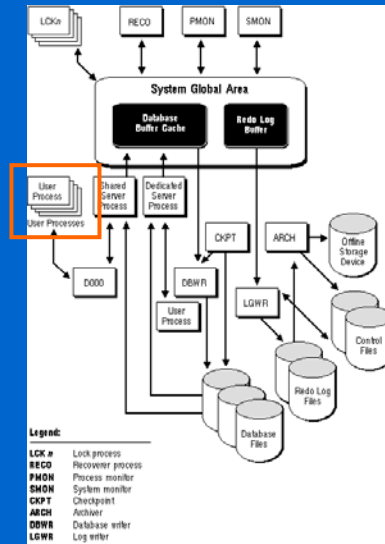 LCKn
RECO
PMON
SMON
System Global Area
Database
Buffer Cache
Redo Log
Buffer
User
Process
User Processes
Shared
Server
Process
Dedicated
Server
Process
CKPT
ARCH
Offline
Storage
Device
D000
DBWR
LGWR
User
Process
Control
Files
Redo Log
Files
Database
Files
Legend:
LCK n Lock process
RECO Recoverer process
PMON Process monitor
SMON System monitor
CKPT Checkpoint
ARCH Archiver
DBWR Database writer
LGWR Log writer